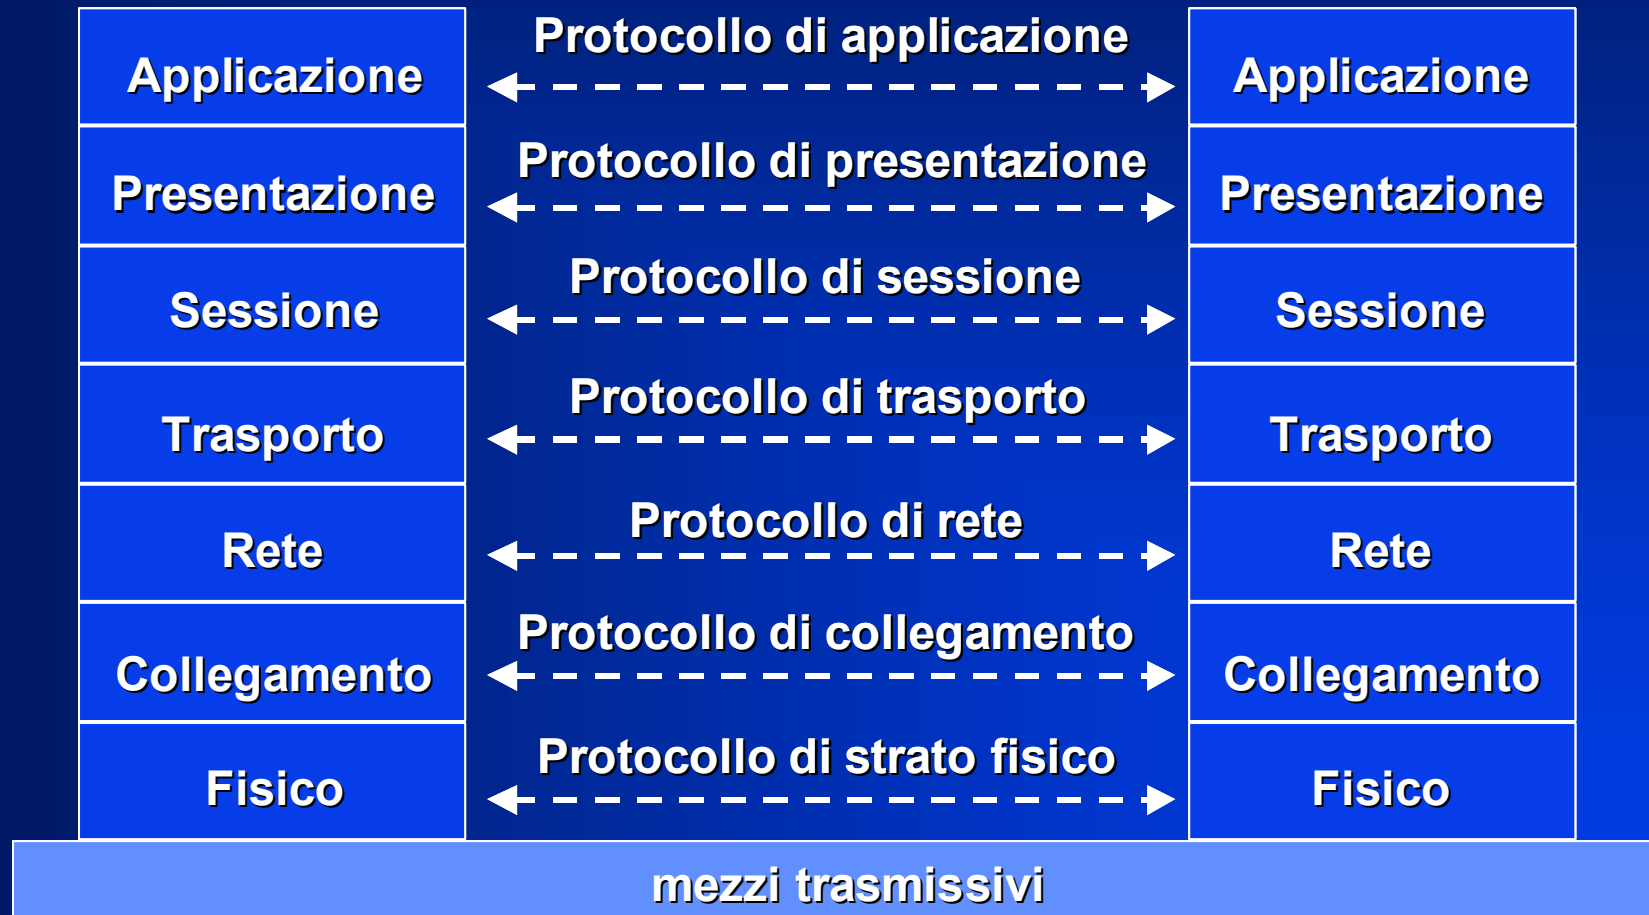 Protocollo di applicazione
Applicazione
Applicazione
Protocollo di presentazione
Presentazione
Presentazione
Protocollo di sessione
Sessione
Sessione
Protocollo di trasporto
Trasporto
Trasporto
Protocollo di rete
Rete
Rete
Protocollo di collegamento
Collegamento
Collegamento
Protocollo di strato fisico
Fisico
Fisico
mezzi trasmissivi